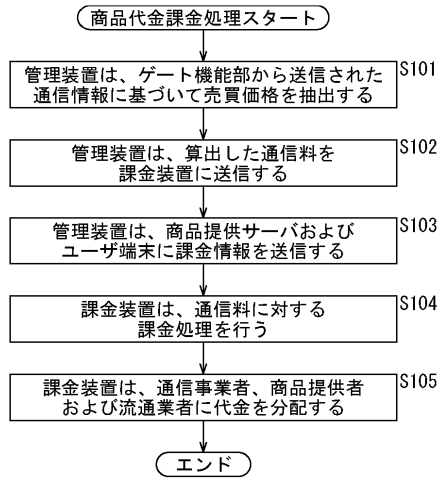 商品代金課金処理スタート
管理装置は、ゲート機能部から送信された
通信情報に基づいて売買価格を抽出する
S101
管理装置は、算出した通信料を
課金装置に送信する
S102
管理装置は、商品提供サーバおよび
ユーザ端末に課金情報を送信する
S103
課金装置は、通信料に対する
課金処理を行う
S104
課金装置は、通信事業者、商品提供者
および流通業者に代金を分配する
S105
エンド